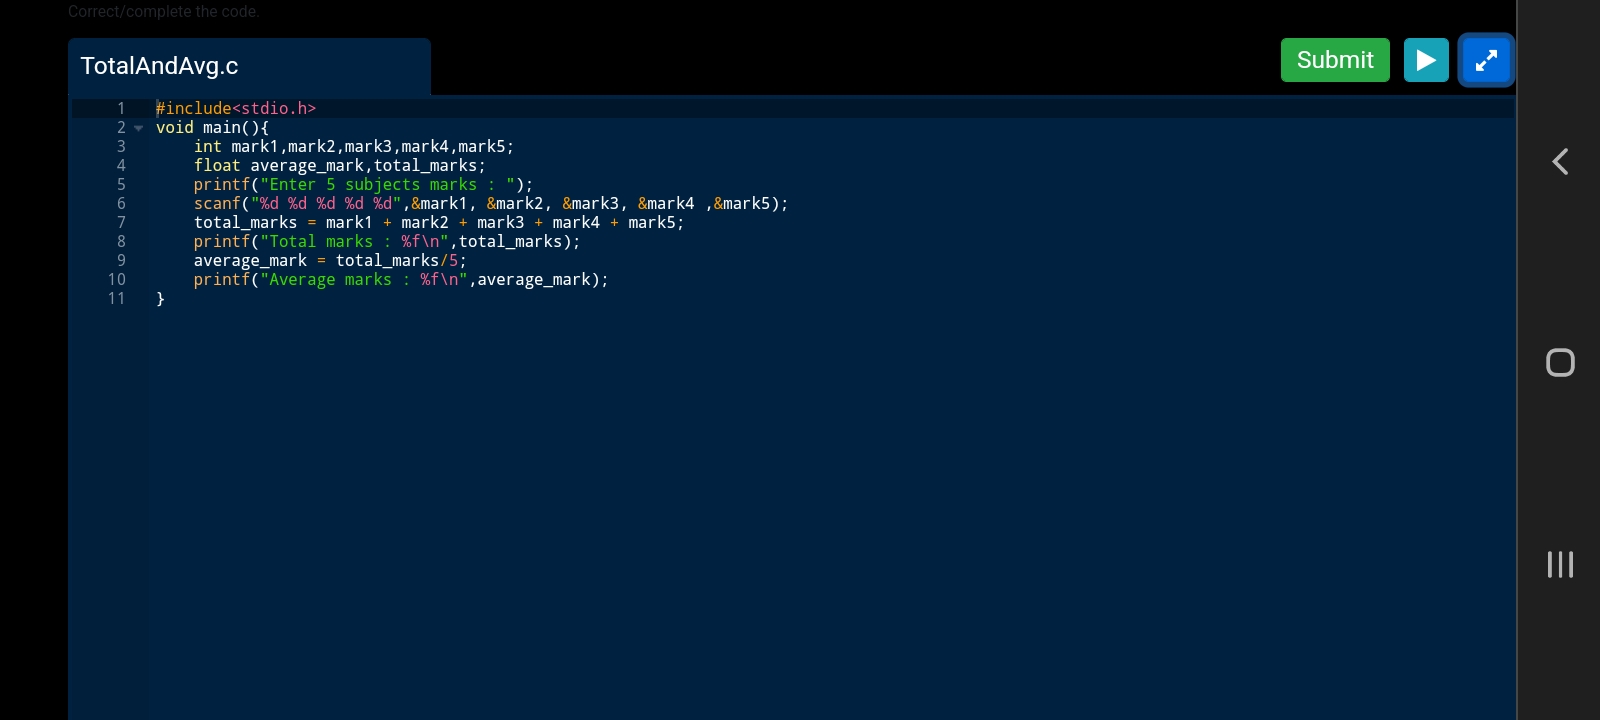 Correct/complete the code.
TotalAndAvg.c
Submit
1 #include<stdio.h>
2 void main(){
3     int mark1,mark2,mark3,mark4,mark5;
4     float average_mark,total_marks;
5     printf("Enter 5 subjects marks : ");
6     scanf("%d %d %d %d %d",&mark1, &mark2, &mark3, &mark4 ,&mark5);
7     total_marks = mark1 + mark2 + mark3 + mark4 + mark5;
8     printf("Total marks : %f\n",total_marks);
9     average_mark = total_marks/5;
10     printf("Average marks : %f\n",average_mark);
11 }